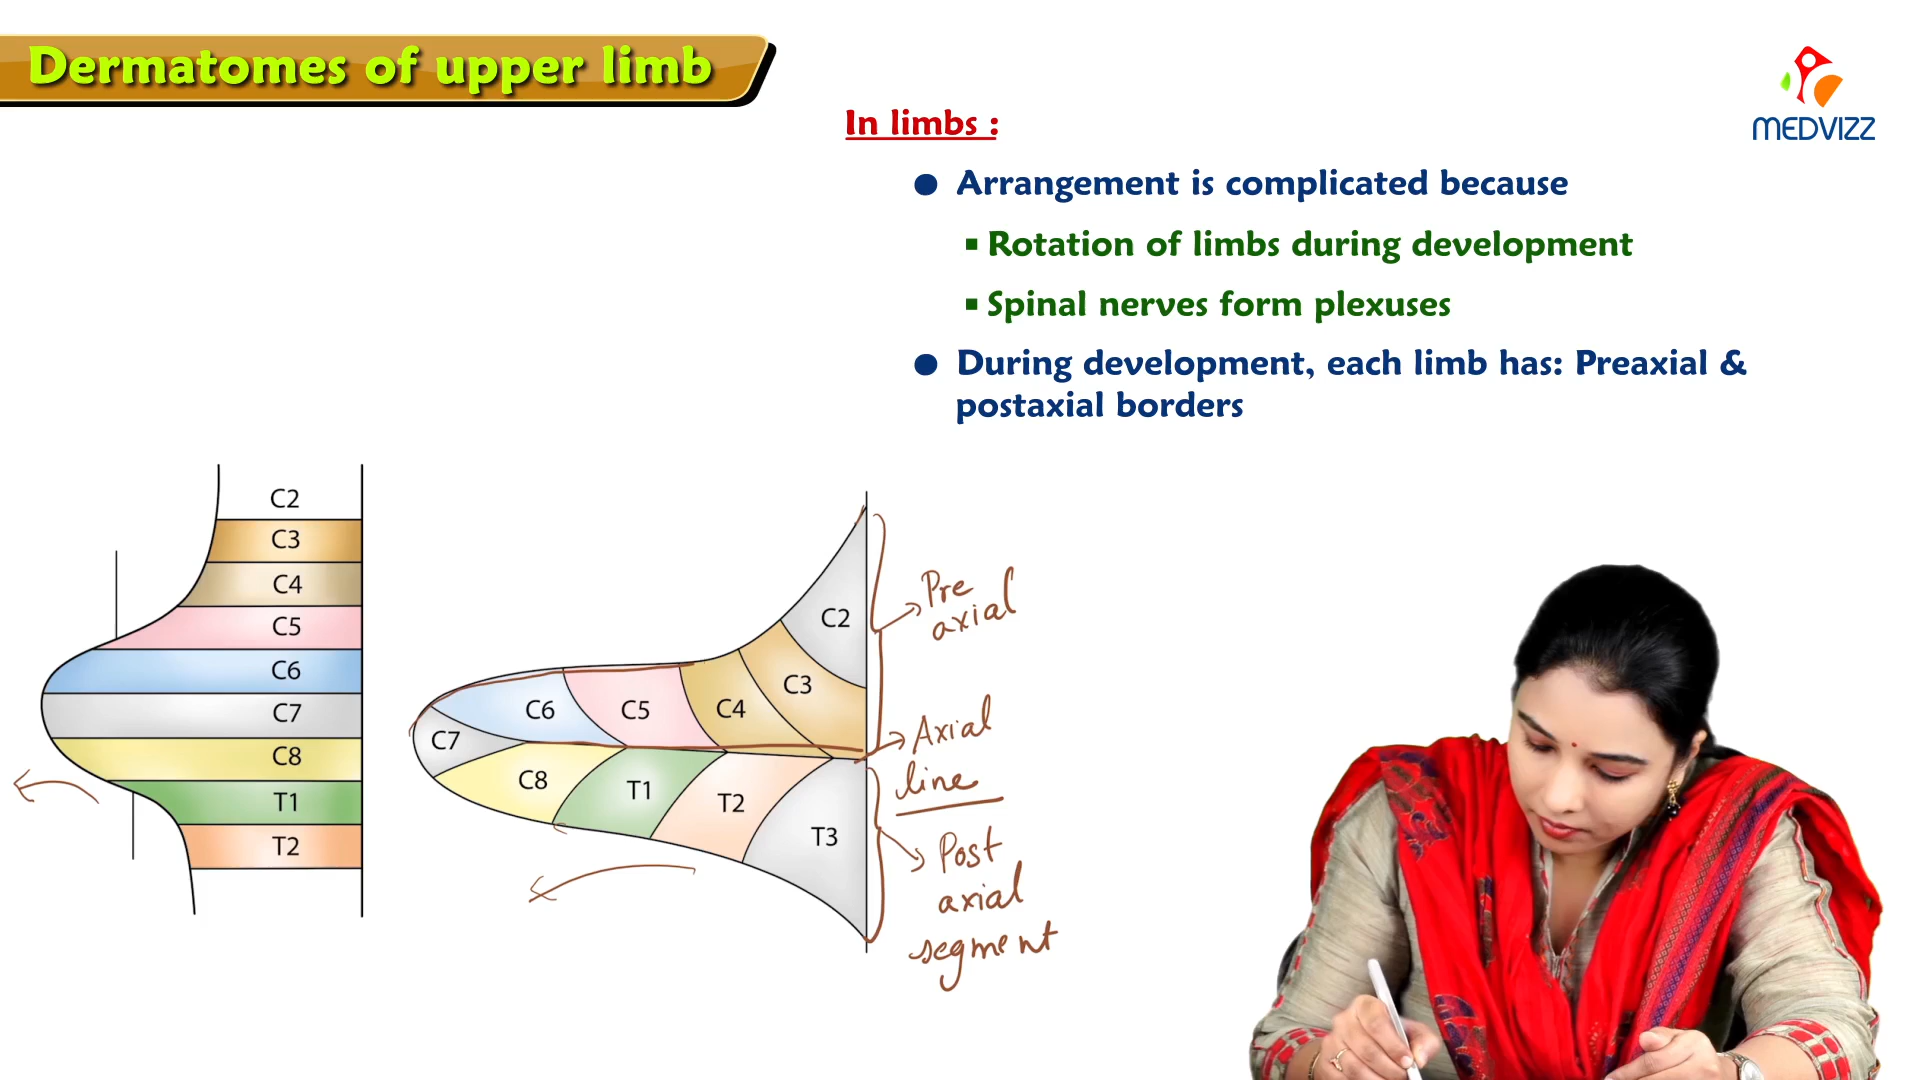 Dermatomes of upper limb
MEDVIZZ
In limbs :
Arrangement is complicated because
Rotation of limbs during development
Spinal nerves form plexuses
During development, each limb has: Preaxial &
postaxial borders
C2
C3
C4
C5
C6
C7
C8
T1
T2
C2
C3
C4
C5
C6
C7
C8
T1
T2
T3
Pre
axial
Axial
line
Post
axial
segment